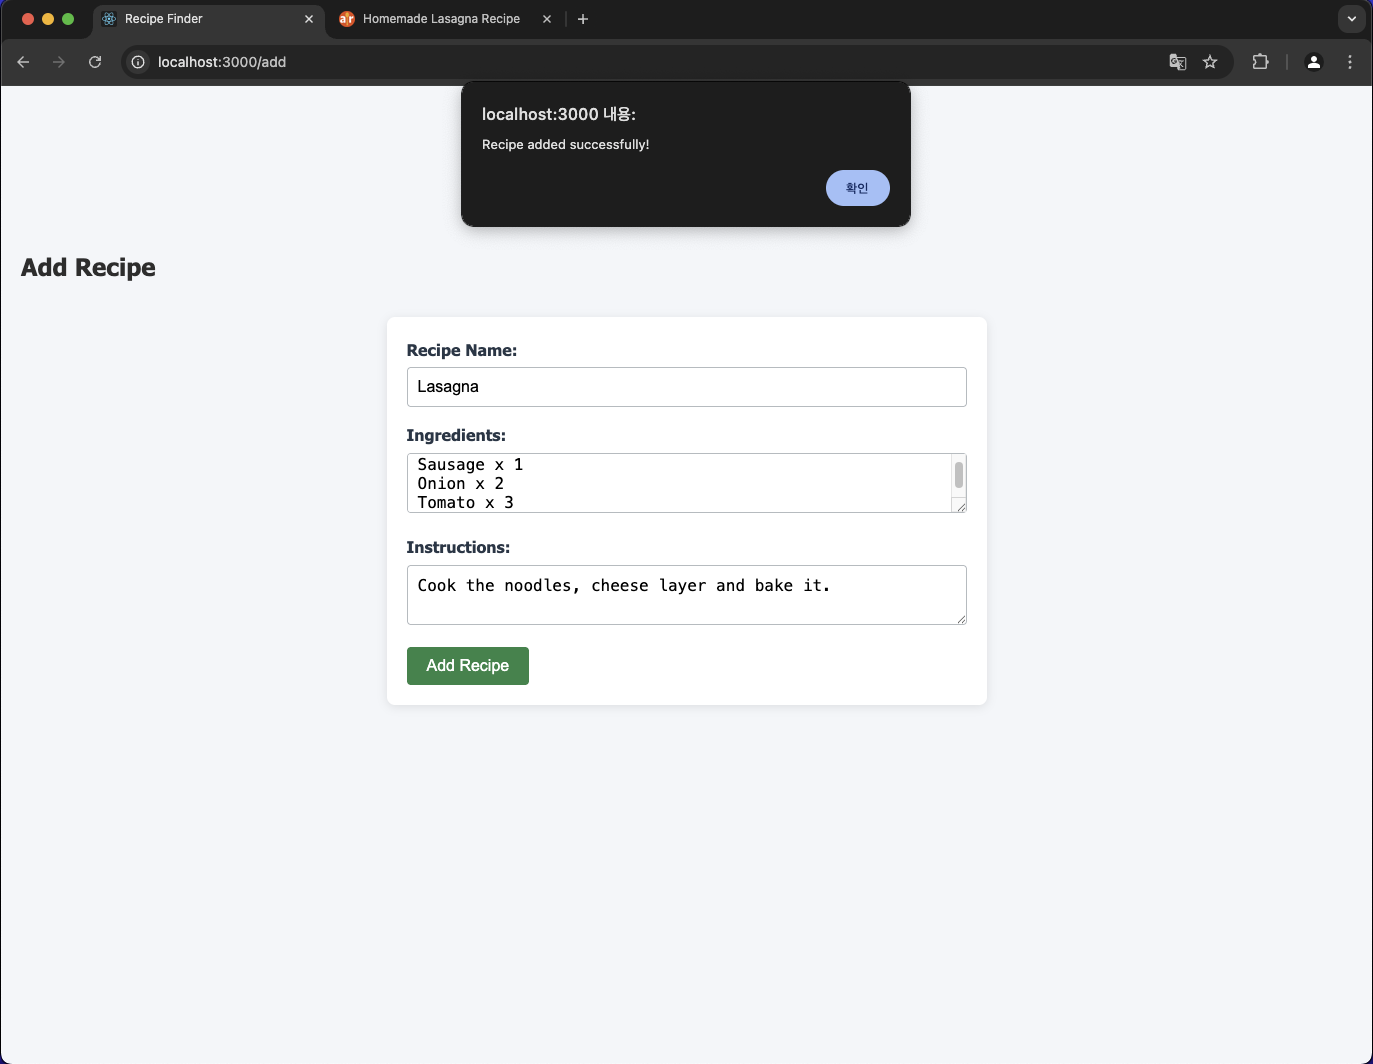 Recipe Finder
Homemade Lasagna Recipe
localhost:3000/add
localhost:3000 내용:
Recipe added successfully!
확인
Add Recipe
Recipe Name:
Lasagna
Ingredients:
Sausage x 1
Onion x 2
Tomato x 3
Instructions:
Cook the noodles, cheese layer and bake it.
Add Recipe